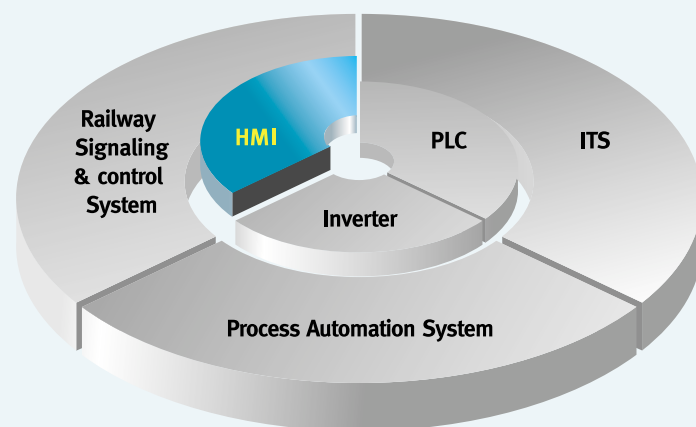 Railway
Signaling
& control
System
HMI
PLC
ITS
Inverter
Process Automation System